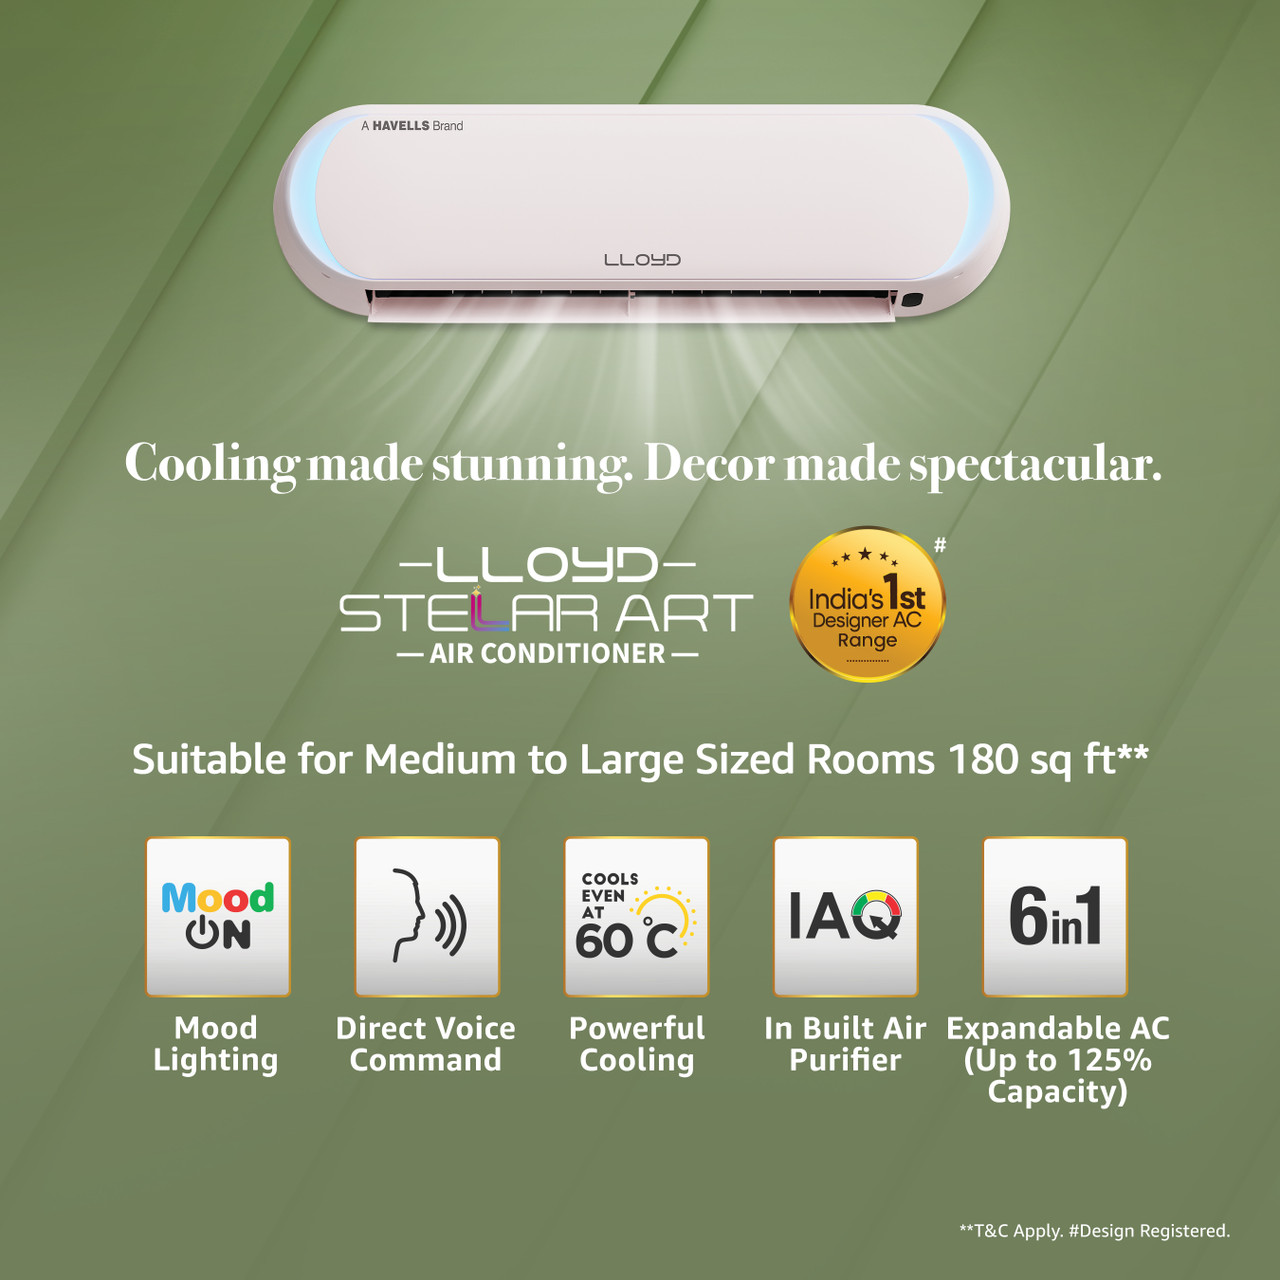 A HAVELLS Brand
LLOYD
Cooling made stunning. Decor made spectacular.
LLOYD
STELLAR ART
AIR CONDITIONER
#
India's 1st
Designer AC
Range
Suitable for Medium to Large Sized Rooms 180 sq ft**
Mood
ON
Mood
Lighting
Direct Voice
Command
COOLS
EVEN
AT
60°C
Powerful
Cooling
IAQ
In Built Air
Purifier
6in1
Expandable AC
(Up to 125%
Capacity)
**T&C Apply. #Design Registered.